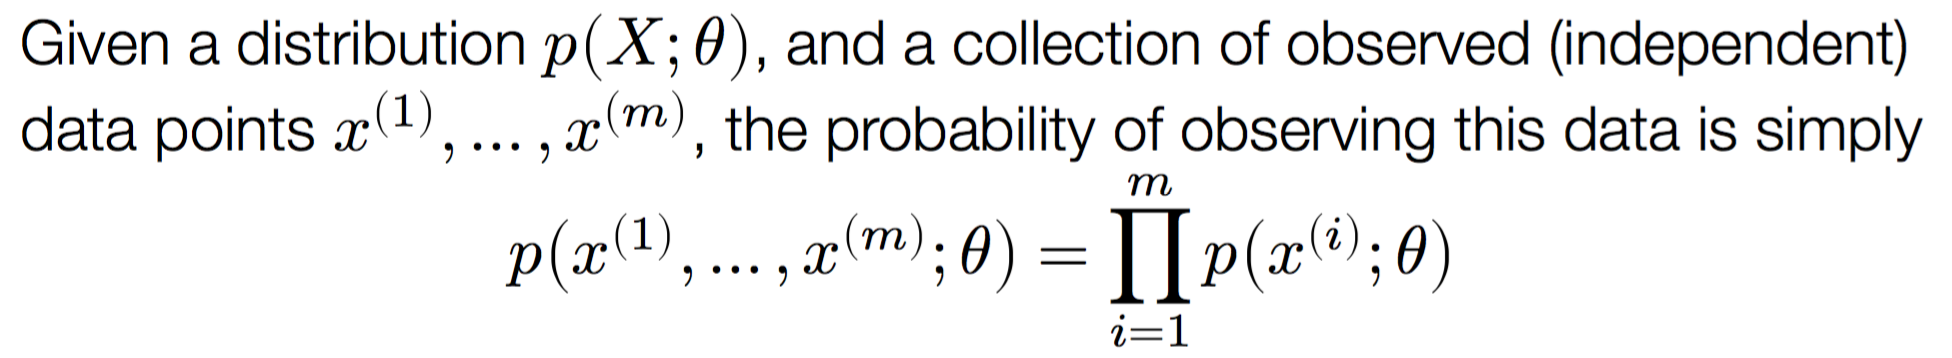 Given a distribution p(X; θ), and a collection of observed (independent)
data points x^(1), … , x^(m), the probability of observing this data is simply
p(x^(1), … , x^(m); θ) = ∏_{i=1}^{m} p(x^(i); θ)